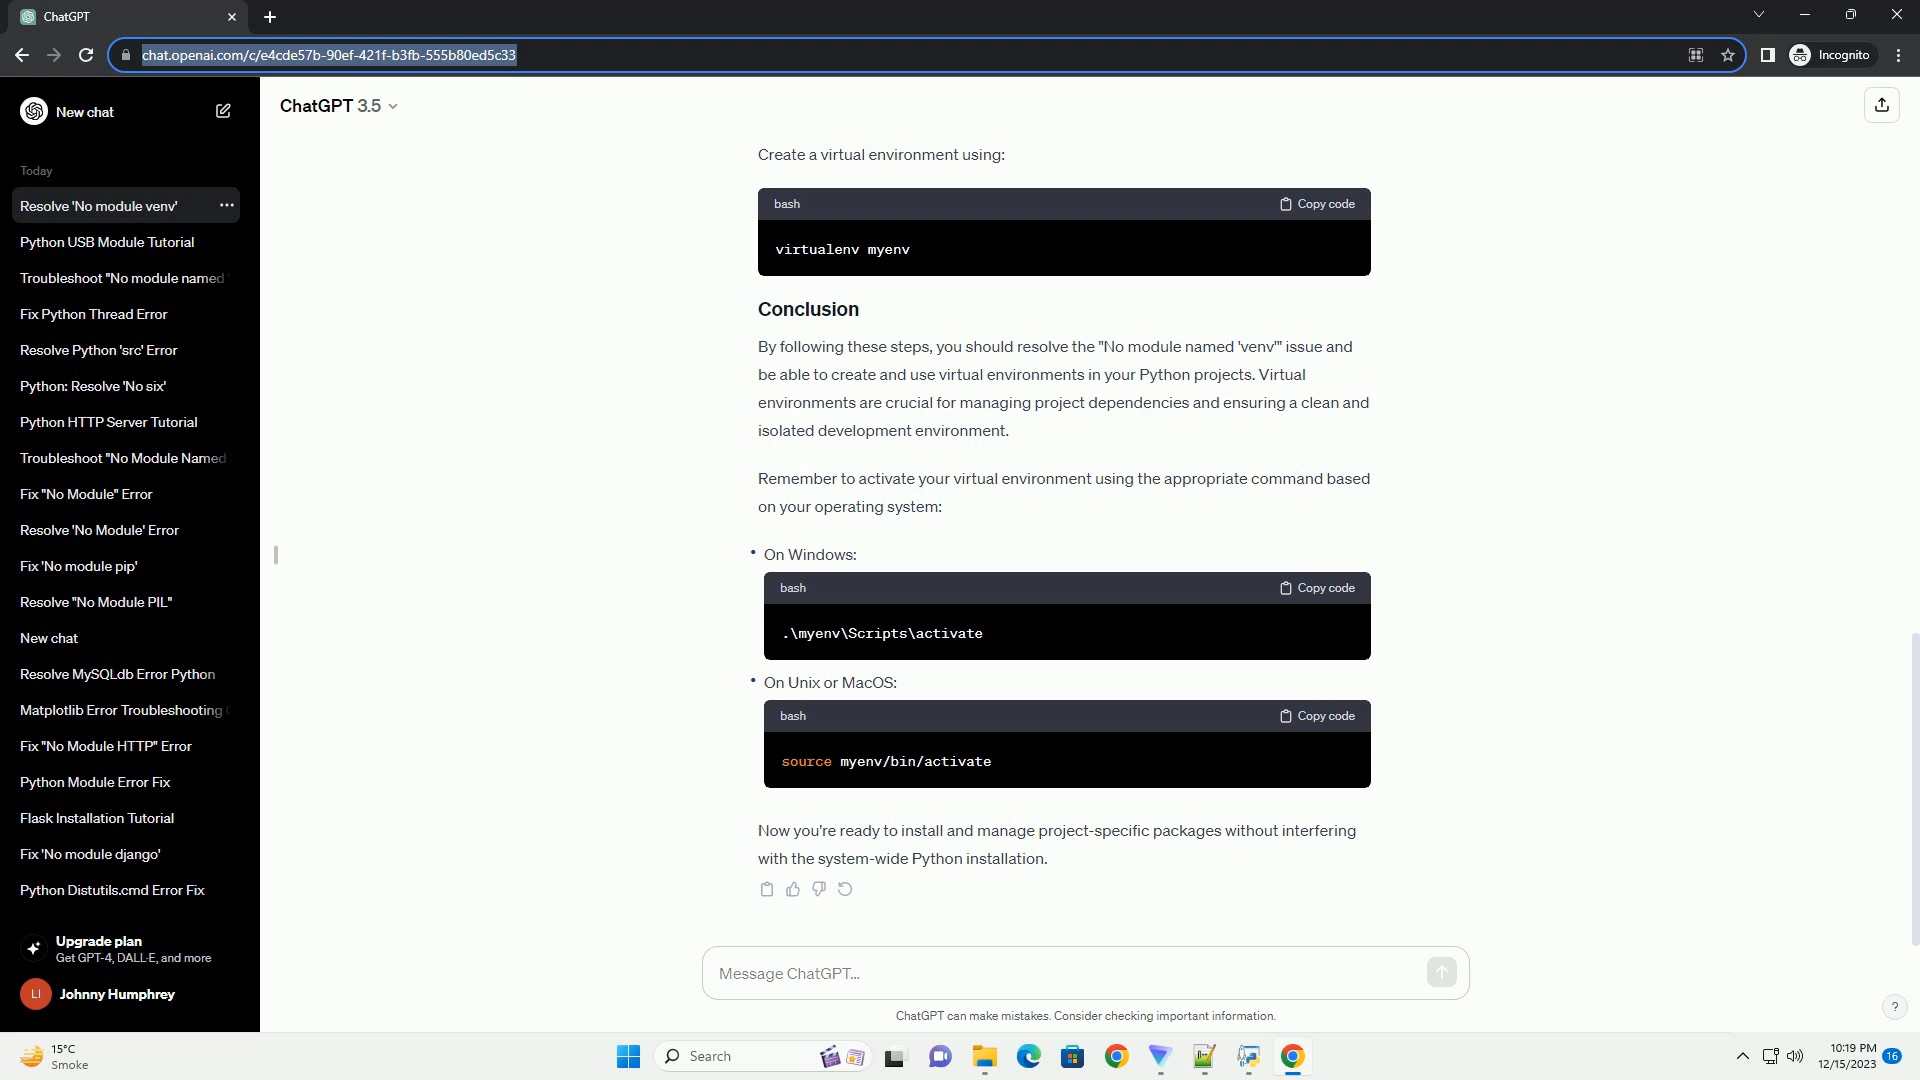 ChatGPT
chat.openai.com/c/e4cde57b-90ef-421f-b3fb-555b80ed5c33
Incognito
New chat
ChatGPT 3.5
Today
Resolve 'No module venv'
Python USB Module Tutorial
Troubleshoot "No module named '
Fix Python Thread Error
Resolve Python 'src' Error
Python: Resolve 'No six'
Python HTTP Server Tutorial
Troubleshoot "No Module Named
Fix "No Module" Error
Resolve 'No Module' Error
Fix 'No module pip'
Resolve "No Module PIL"
New chat
Resolve MySQLdb Error Python
Matplotlib Error Troubleshooting
Fix "No Module HTTP" Error
Python Module Error Fix
Flask Installation Tutorial
Fix 'No module django'
Python Distutils.cmd Error Fix
Upgrade plan
Get GPT-4, DALL·E, and more
LI
Johnny Humphrey
Create a virtual environment using:
bash
Copy code
virtualenv myenv
Conclusion
By following these steps, you should resolve the "No module named 'venv'" issue and
be able to create and use virtual environments in your Python projects. Virtual
environments are crucial for managing project dependencies and ensuring a clean and
isolated development environment.
Remember to activate your virtual environment using the appropriate command based
on your operating system:
• On Windows:
bash
Copy code
.\myenv\Scripts\activate
• On Unix or MacOS:
bash
Copy code
source myenv/bin/activate
Now you're ready to install and manage project-specific packages without interfering
with the system-wide Python installation.
Message ChatGPT...
ChatGPT can make mistakes. Consider checking important information.
?
15°C
Smoke
Search
10:19 PM
12/15/2023
16